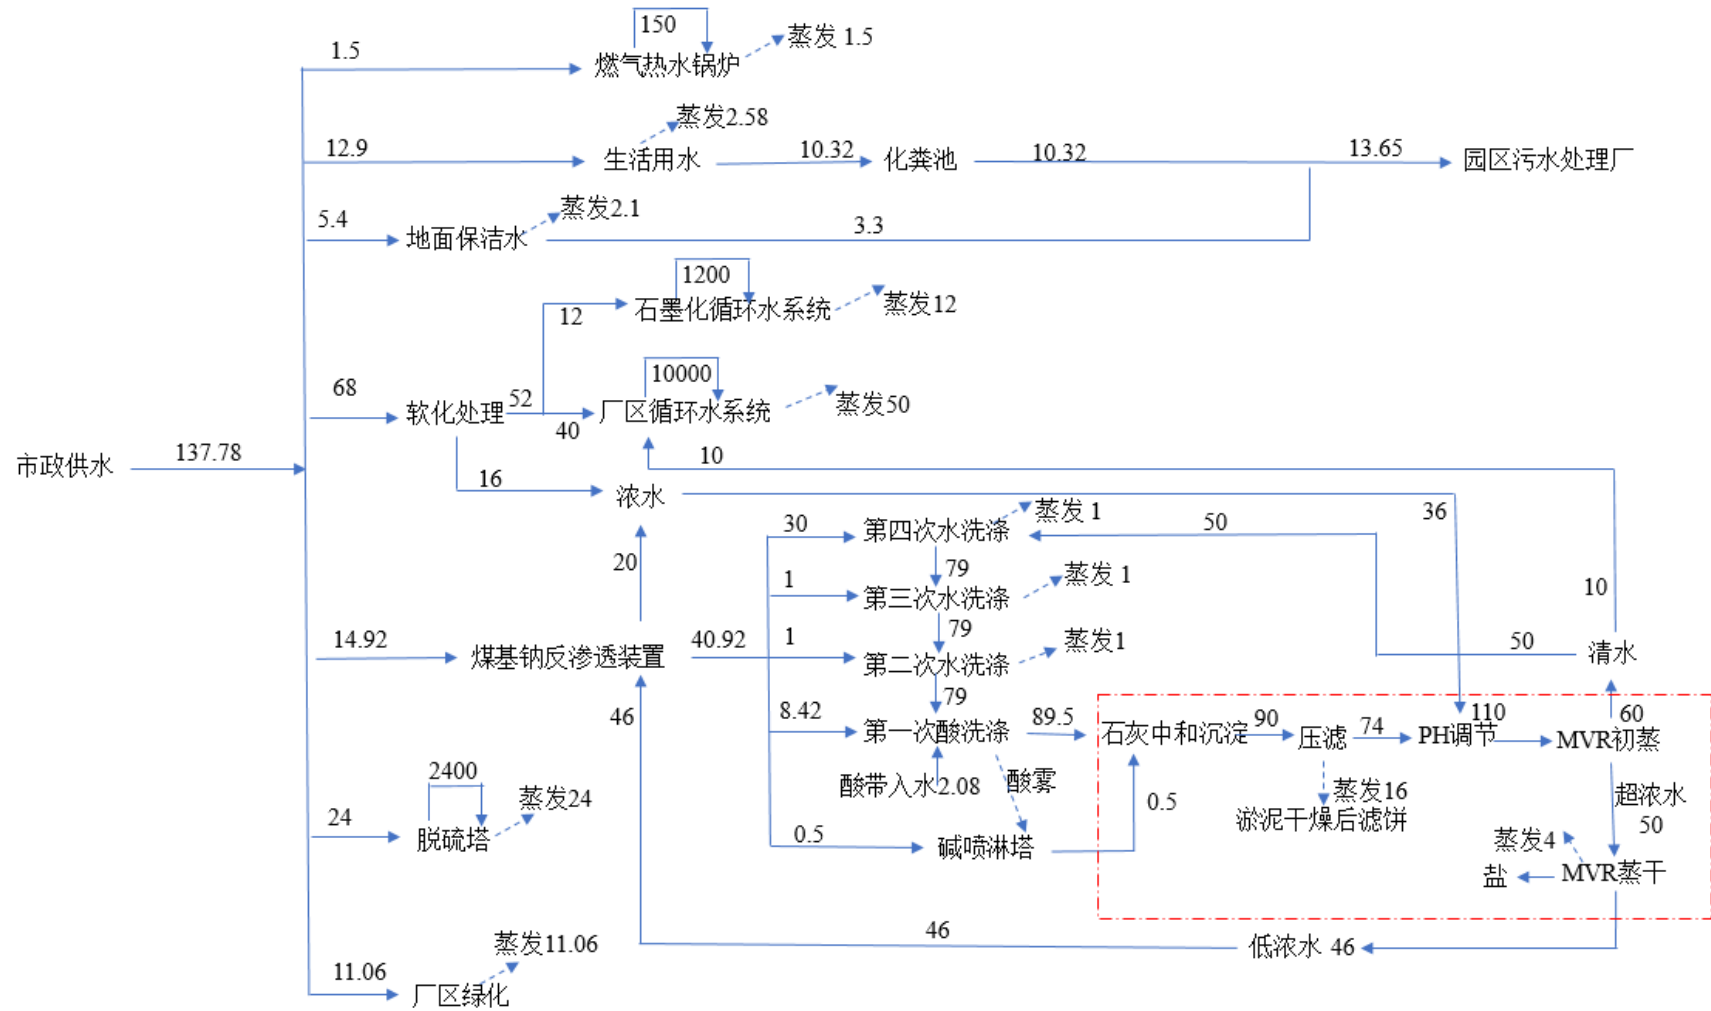 150
蒸发 1.5
1.5
燃气热水锅炉
蒸发2.58
12.9
生活用水
10.32
化粪池
10.32
13.65
园区污水处理厂
蒸发2.1
5.4
地面保洁水
3.3
1200
石墨化循环水系统
蒸发12
12
10000
68
软化处理
52
厂区循环水系统
蒸发50
40
市政供水
137.78
10
16
浓水
36
蒸发 1
30
第四次水洗涤
50
20
79
蒸发 1
1
第三次水洗涤
10
79
14.92
煤基钠反渗透装置
40.92
1
第二次水洗涤
蒸发1
50
清水
46
79
8.42
第一次酸洗涤
89.5
石灰中和沉淀
90
压滤
74
PH调节
110
MVR初蒸
60
酸带入水2.08
酸雾
2400
蒸发24
蒸发16
淤泥干燥后滤饼
超浓水
50
0.5
24
脱硫塔
0.5
碱喷淋塔
蒸发4
盐
MVR蒸干
46
低浓水 46
蒸发11.06
11.06
厂区绿化